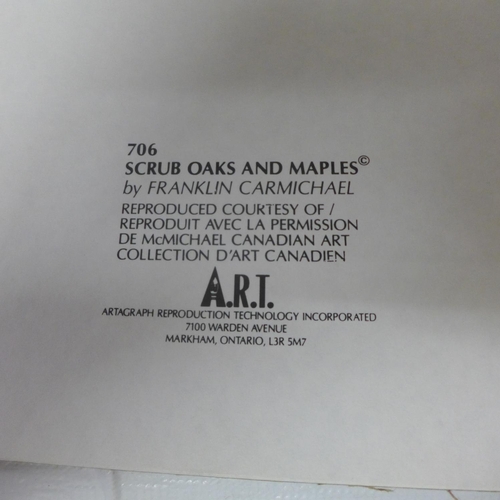 706
SCRUB OAKS AND MAPLES©
by FRANKLIN CARMICHAEL
REPRODUCED COURTESY OF /
REPRODUIT AVEC LA PERMISSION
DE McMICHAEL CANADIAN ART
COLLECTION D'ART CANADIEN
A.R.T.
ARTAGRAPH REPRODUCTION TECHNOLOGY INCORPORATED
7100 WARDEN AVENUE
MARKHAM, ONTARIO, L3R 5M7